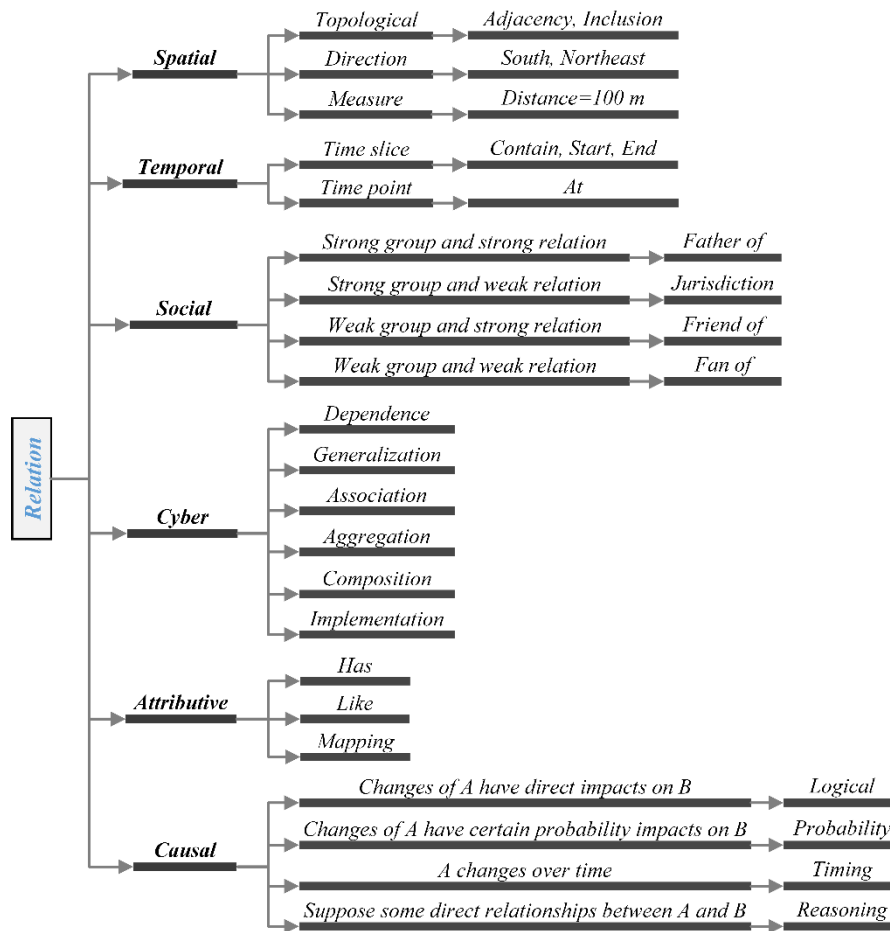 Relation
Spatial
Topological
Adjacency, Inclusion
Direction
South, Northeast
Measure
Distance=100 m
Temporal
Time slice
Contain, Start, End
Time point
At
Social
Strong group and strong relation
Father of
Strong group and weak relation
Jurisdiction
Weak group and strong relation
Friend of
Weak group and weak relation
Fan of
Cyber
Dependence
Generalization
Association
Aggregation
Composition
Implementation
Attributive
Has
Like
Mapping
Causal
Changes of A have direct impacts on B
Logical
Changes of A have certain probability impacts on B
Probability
A changes over time
Timing
Suppose some direct relationships between A and B
Reasoning